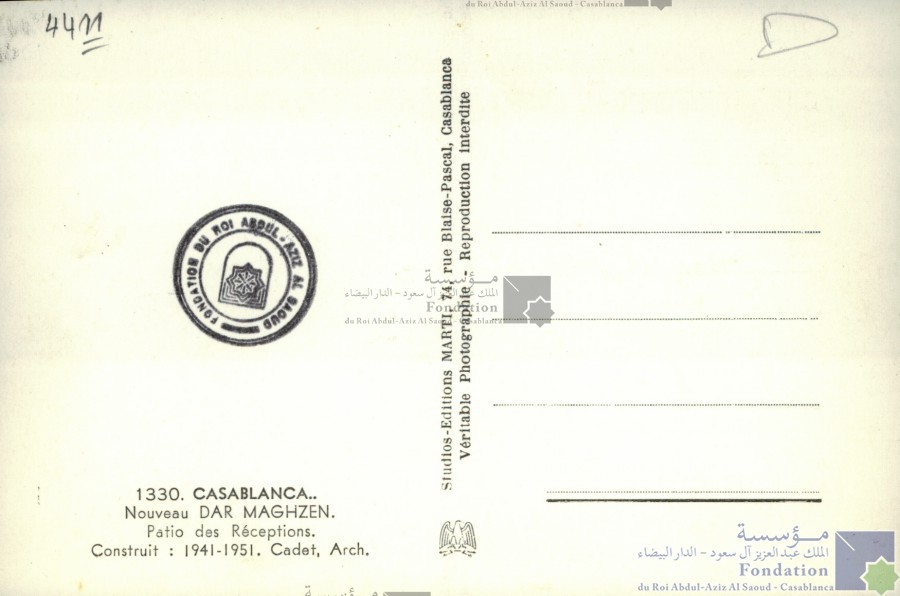 4411
du Roi Abdul-Aziz Al Saoud - Casablanca
FONDATION DU ROI ABDUL-AZIZ AL SAOUD
1330. CASABLANCA..
Nouveau DAR MAGHZEN.
Patio des Réceptions.
Construit : 1941-1951. Cadet, Arch.
Studios-Editions MARTI, 74, rue Blaise-Pascal, Casablanca
Véritable Photographie - Reproduction interdite
مؤسسة
الملك عبد العزيز آل سعود - الدار البيضاء
Fondation
du Roi Abdul-Aziz Al Saoud - Casablanca
مؤسسة
الملك عبد العزيز آل سعود - الدار البيضاء
Fondation
du Roi Abdul-Aziz Al Saoud - Casablanca
مؤسسة